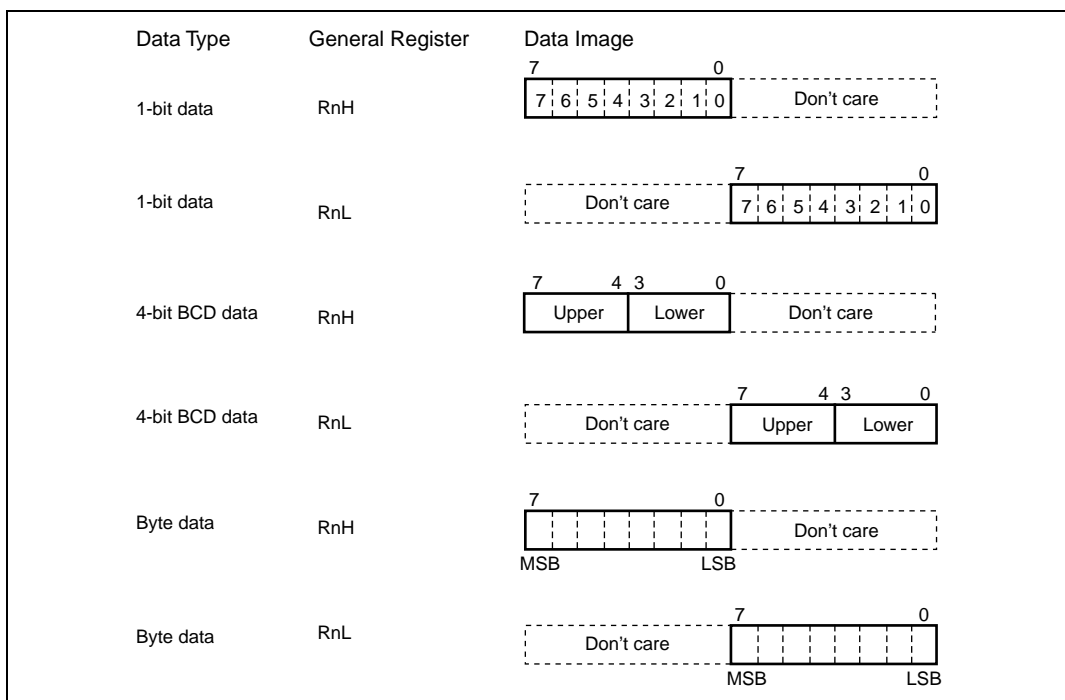 Data Type General Register Data Image
7 0
1-bit data RnH 7 6 5 4 3 2 1 0 Don't care
7 0
1-bit data RnL Don't care 7 6 5 4 3 2 1 0
7 4 3 0
4-bit BCD data RnH Upper Lower Don't care
7 4 3 0
4-bit BCD data RnL Don't care Upper Lower
7 0
Byte data RnH Don't care
MSB LSB
7 0
Byte data RnL Don't care
MSB LSB